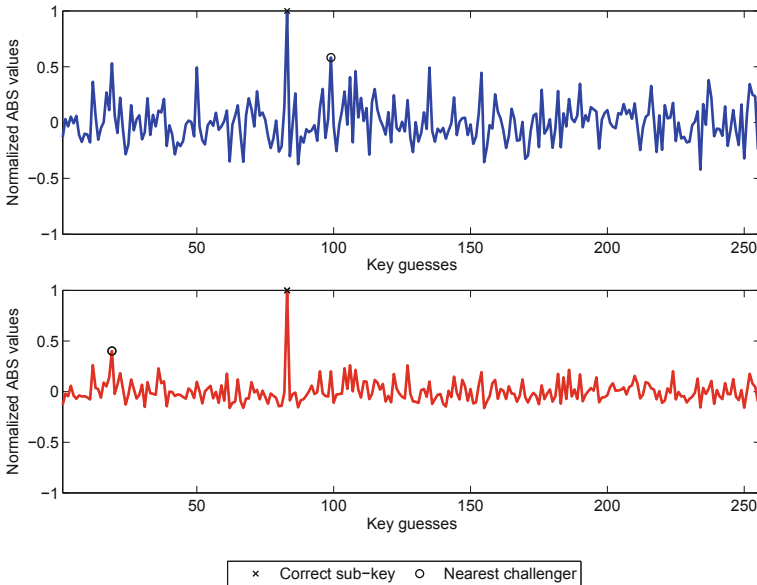 1
0.5
0
−0.5
−1
Normalized ABS values
50 100 150 200 250
Key guesses
1
0.5
0
−0.5
−1
Normalized ABS values
50 100 150 200 250
Key guesses
Correct sub-key Nearest challenger